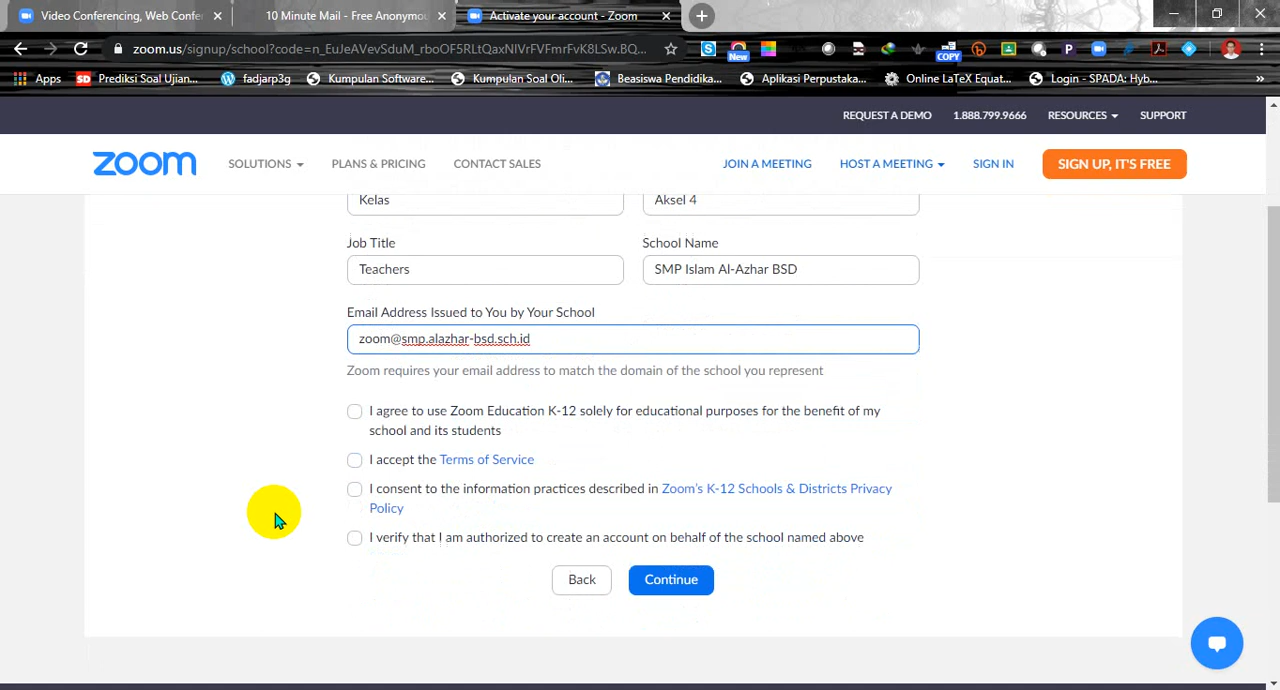 Video Conferencing, Web Confer
10 Minute Mail - Free Anonymou
Activate your account - Zoom
zoom.us/signup/school?code=n_EuJeAVevSduM_rboOF5RLtQaxNIVrFVFmrFvK8LSw.BQ...
New
COPY
P
Apps
SD Prediksi Soal Ujian...
fadjarp3g
Kumpulan Software...
Kumpulan Soal Oli...
Beasiswa Pendidika...
Aplikasi Perpustaka...
Online LaTeX Equat...
Login - SPADA: Hyb...
»
REQUEST A DEMO
1.888.799.9666
RESOURCES
SUPPORT
zoom
SOLUTIONS
PLANS & PRICING
CONTACT SALES
JOIN A MEETING
HOST A MEETING
SIGN IN
SIGN UP, IT'S FREE
Kelas
Aksel 4
Job Title
School Name
Teachers
SMP Islam Al-Azhar BSD
Email Address Issued to You by Your School
zoom@smp.alazhar-bsd.sch.id
Zoom requires your email address to match the domain of the school you represent
I agree to use Zoom Education K-12 solely for educational purposes for the benefit of my
school and its students
I accept the Terms of Service
I consent to the information practices described in Zoom's K-12 Schools & Districts Privacy
Policy
I verify that I am authorized to create an account on behalf of the school named above
Back
Continue